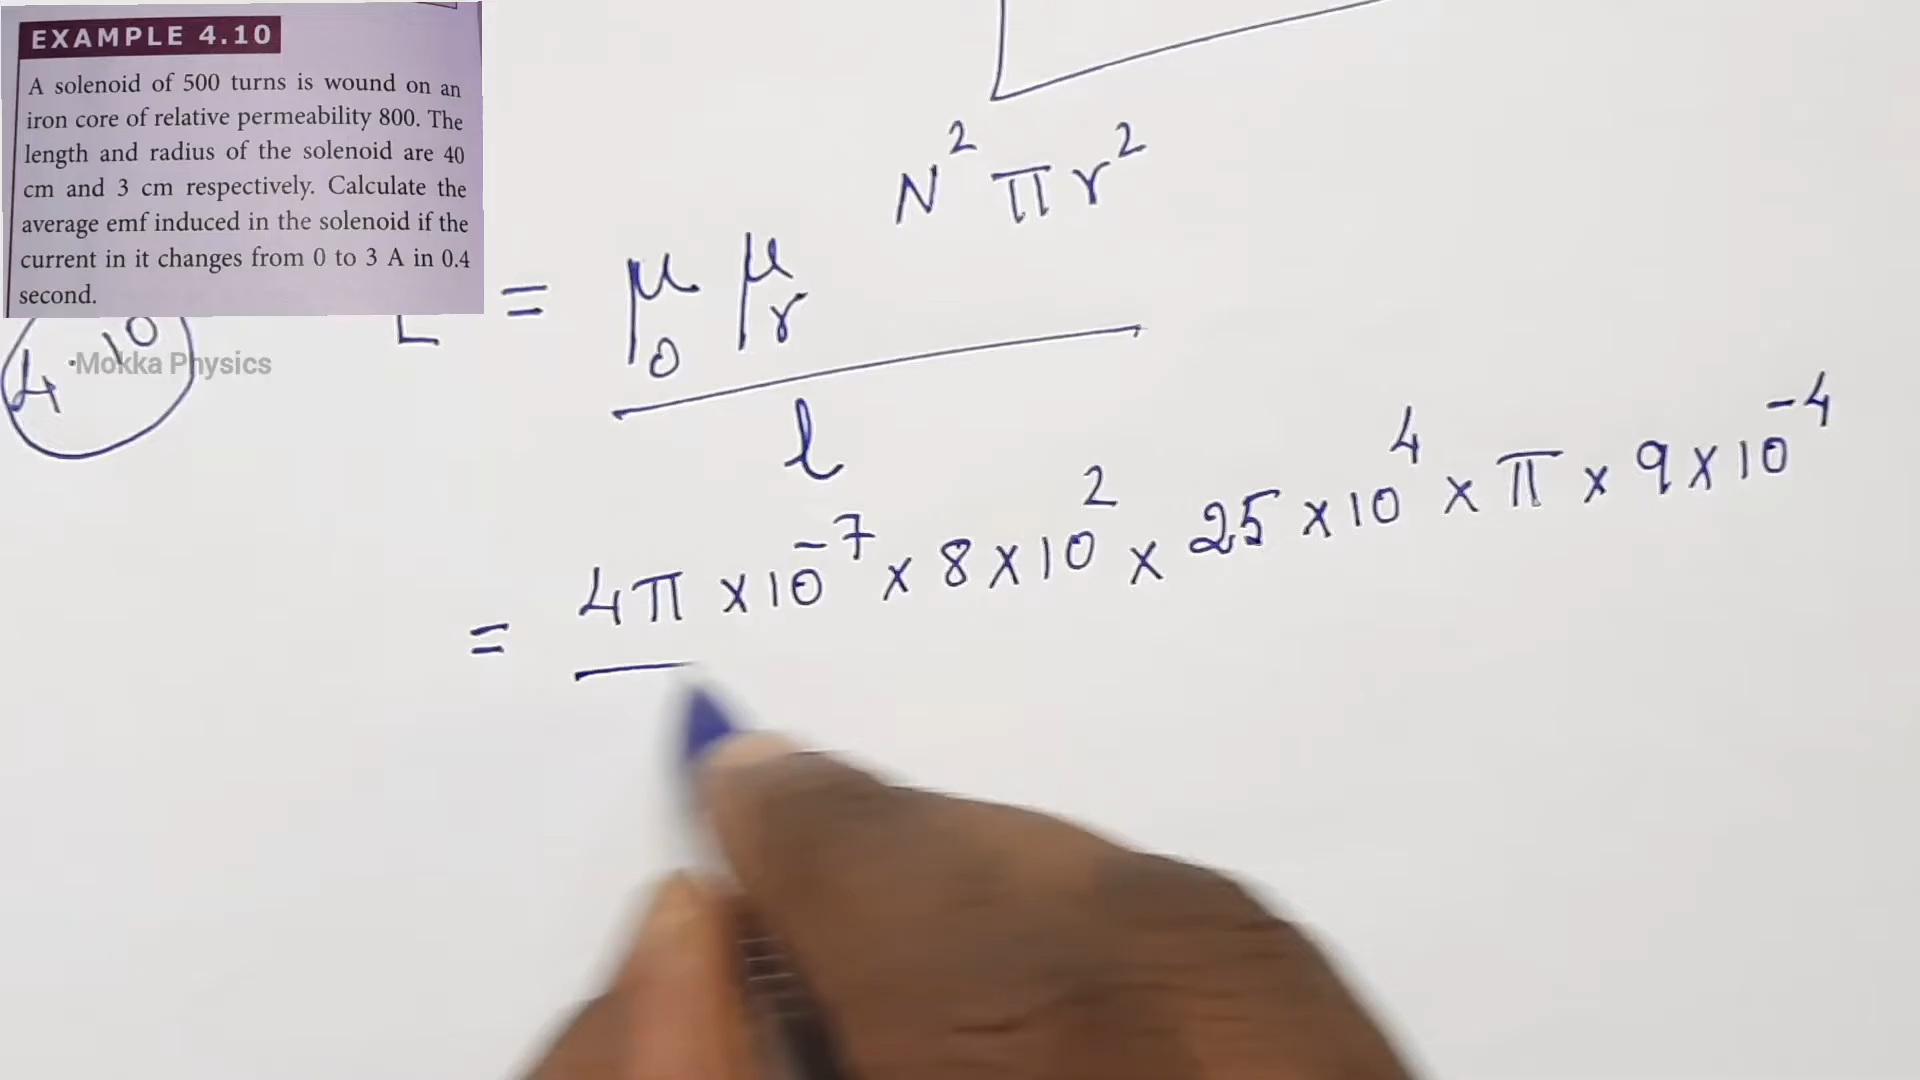 EXAMPLE 4.10
A solenoid of 500 turns is wound on an
iron core of relative permeability 800. The
length and radius of the solenoid are 40
cm and 3 cm respectively. Calculate the
average emf induced in the solenoid if the
current in it changes from 0 to 3 A in 0.4
second.
4.10
Mokka Physics
L = μ₀ μᵣ N² π r²
l
= 4π × 10⁻⁷ × 8 × 10² × 25 × 10⁴ × π × 9 × 10⁻⁴